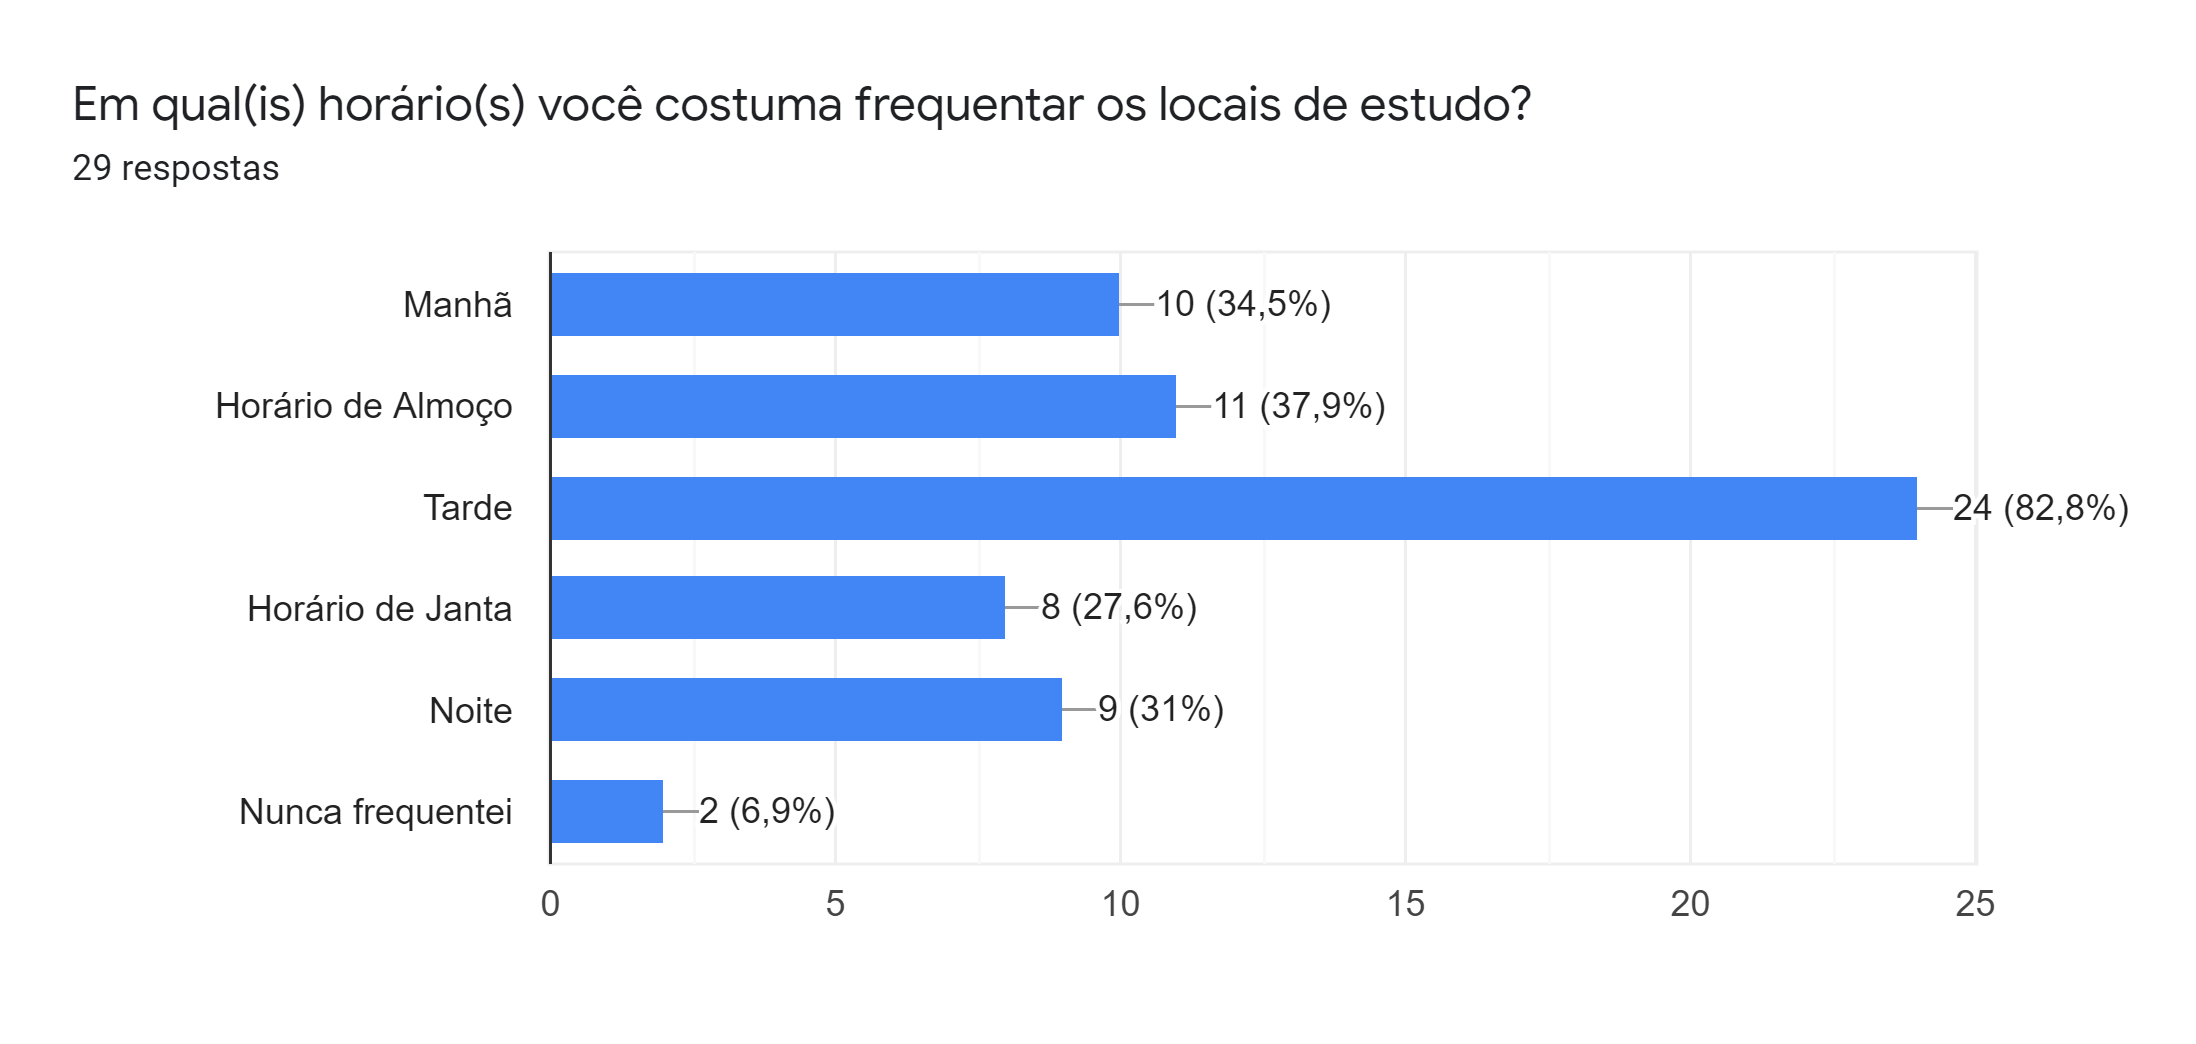 Em qual(is) horário(s) você costuma frequentar os locais de estudo?
29 respostas
Manhã
10 (34,5%)
Horário de Almoço
11 (37,9%)
Tarde
24 (82,8%)
Horário de Janta
8 (27,6%)
Noite
9 (31%)
Nunca frequentei
2 (6,9%)
0 5 10 15 20 25